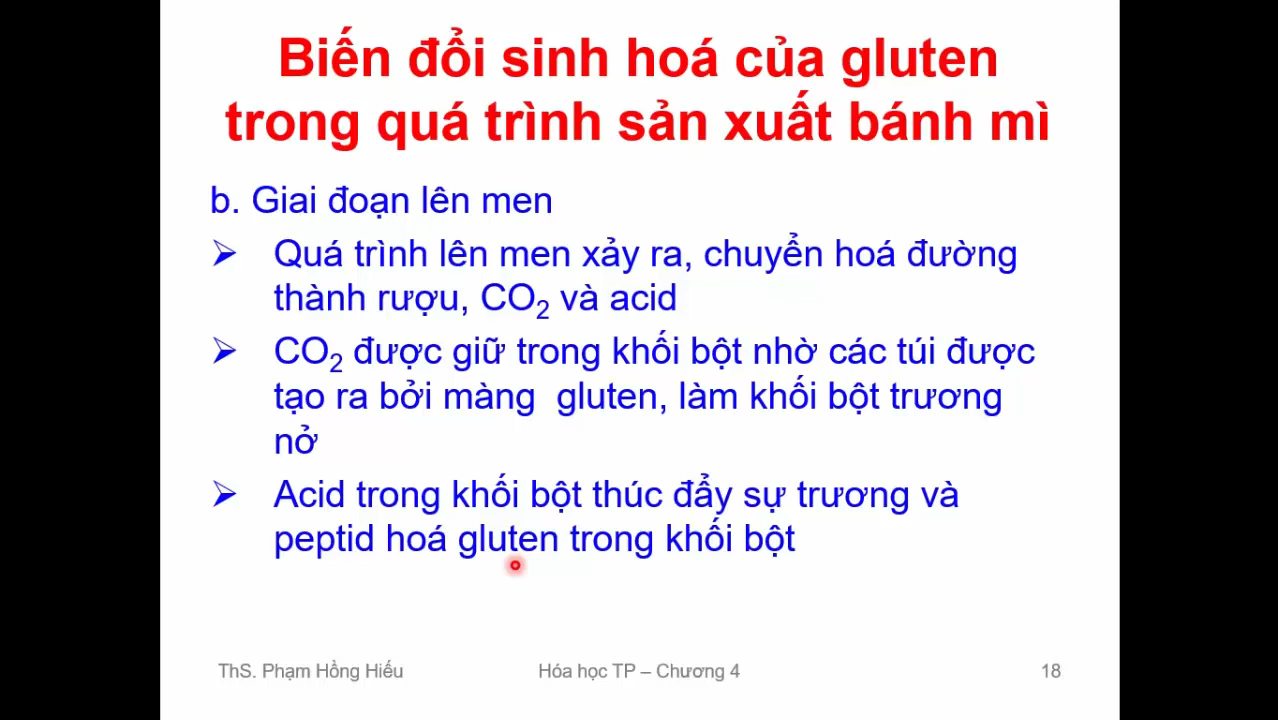 Biến đổi sinh hoá của gluten
trong quá trình sản xuất bánh mì
b. Giai đoạn lên men
➢ Quá trình lên men xảy ra, chuyển hoá đường
thành rượu, CO₂ và acid
➢ CO₂ được giữ trong khối bột nhờ các túi được
tạo ra bởi màng gluten, làm khối bột trương
nở
➢ Acid trong khối bột thúc đẩy sự trương và
peptid hoá gluten trong khối bột
ThS. Phạm Hồng Hiếu
Hóa học TP – Chương 4
18